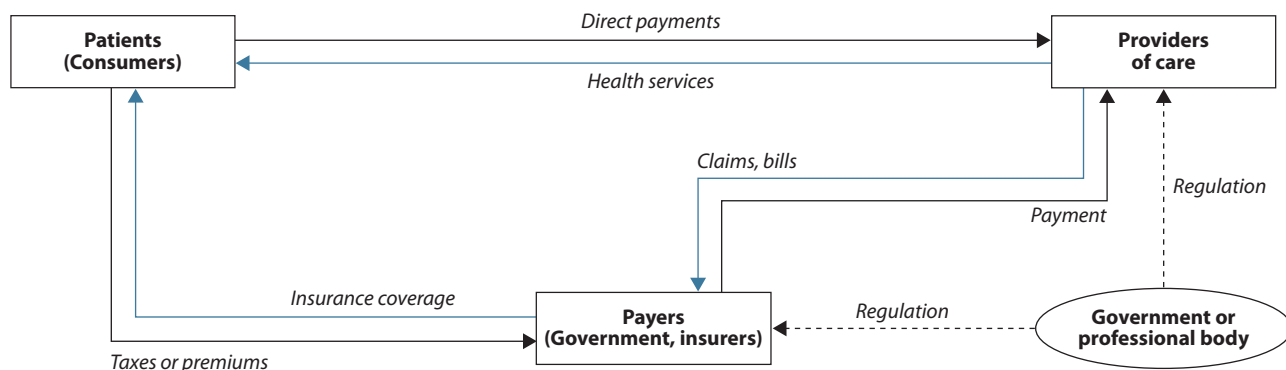 Direct payments
Patients
(Consumers)
Providers
of care
Health services
Claims, bills
Regulation
Payment
Insurance coverage
Payers
(Government, insurers)
Regulation
Government or
professional body
Taxes or premiums